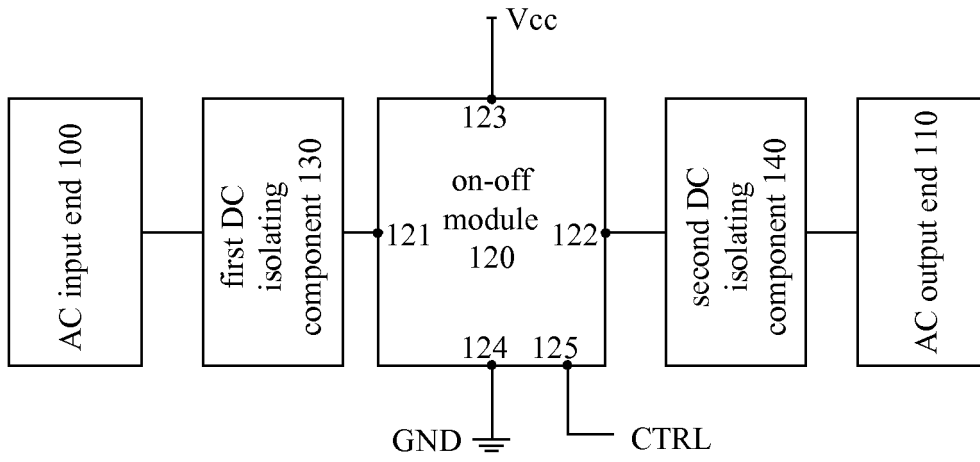 Vcc
AC input end 100
first DC
isolating
component 130
123
on-off
module
120
121
122
124
125
second DC
isolating
component 140
AC output end 110
GND
CTRL